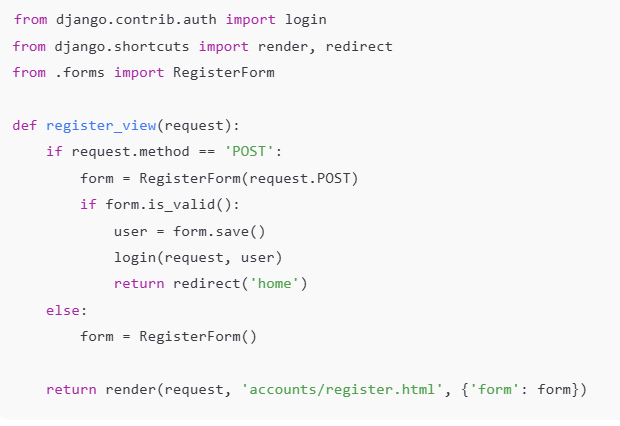 from django.contrib.auth import login
from django.shortcuts import render, redirect
from .forms import RegisterForm

def register_view(request):
    if request.method == 'POST':
        form = RegisterForm(request.POST)
        if form.is_valid():
            user = form.save()
            login(request, user)
            return redirect('home')
    else:
        form = RegisterForm()

    return render(request, 'accounts/register.html', {'form': form})